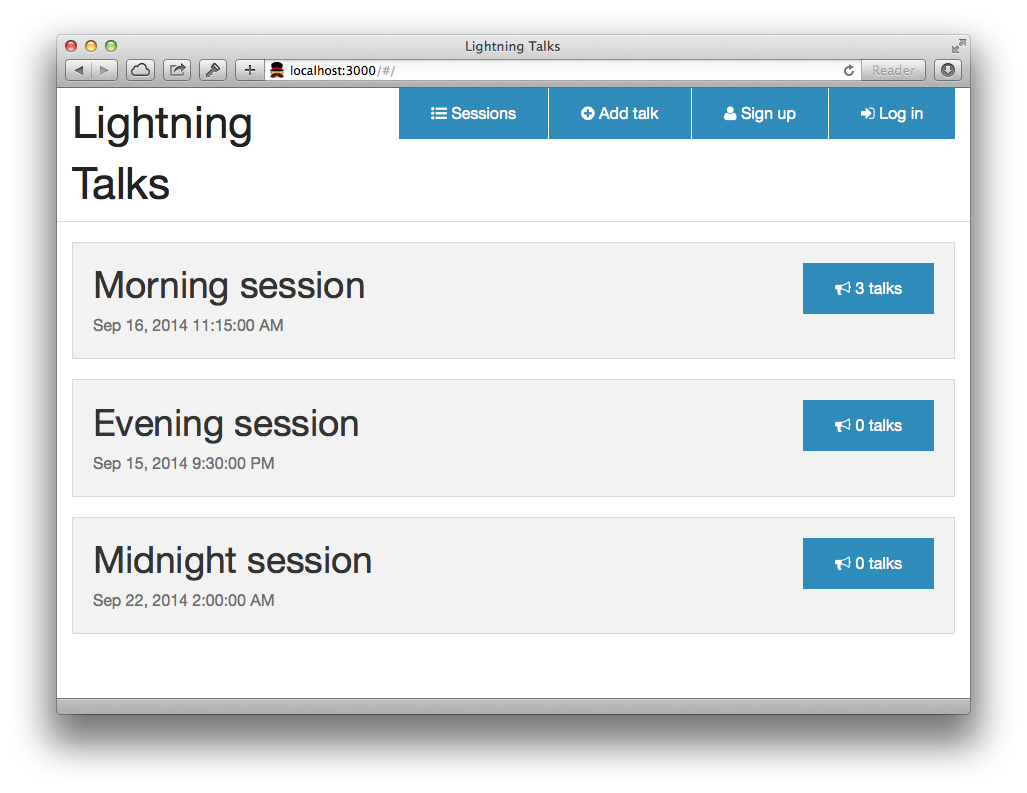 Lightning Talks
localhost:3000/#/
Reader
Lightning
Talks
Sessions
Add talk
Sign up
Log in
Morning session
Sep 16, 2014 11:15:00 AM
3 talks
Evening session
Sep 15, 2014 9:30:00 PM
0 talks
Midnight session
Sep 22, 2014 2:00:00 AM
0 talks